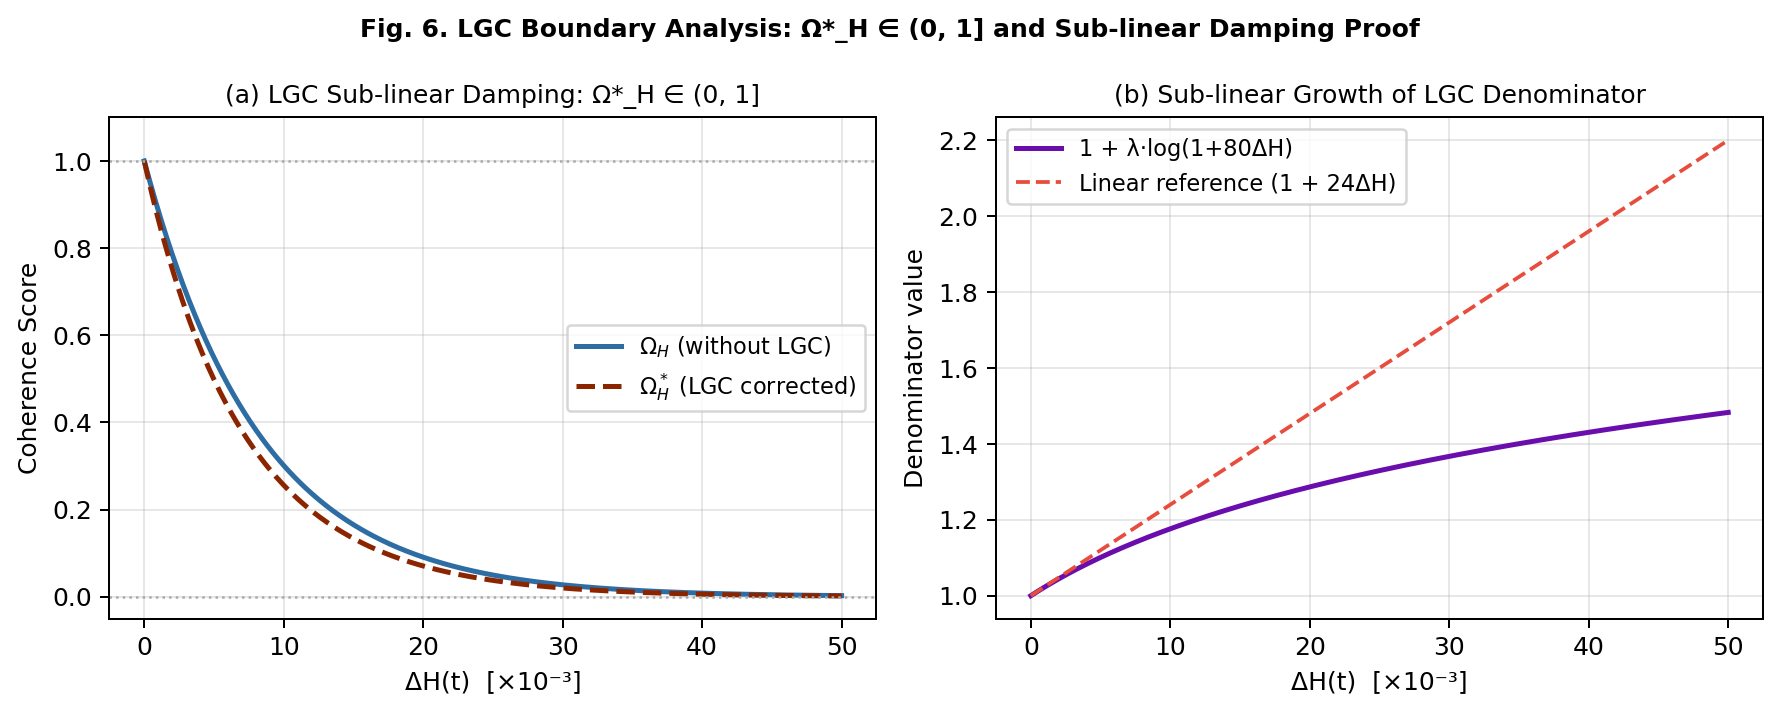 Fig. 6. LGC Boundary Analysis: Ω*_H ∈ (0, 1] and Sub-linear Damping Proof
(a) LGC Sub-linear Damping: Ω*_H ∈ (0, 1]
1.0
0.8
0.6
0.4
0.2
0.0
Coherence Score
Ω_H (without LGC)
Ω*_H (LGC corrected)
0 10 20 30 40 50
ΔH(t) [×10⁻³]
(b) Sub-linear Growth of LGC Denominator
2.2
2.0
1.8
1.6
1.4
1.2
1.0
Denominator value
1 + λ·log(1+80ΔH)
Linear reference (1 + 24ΔH)
0 10 20 30 40 50
ΔH(t) [×10⁻³]